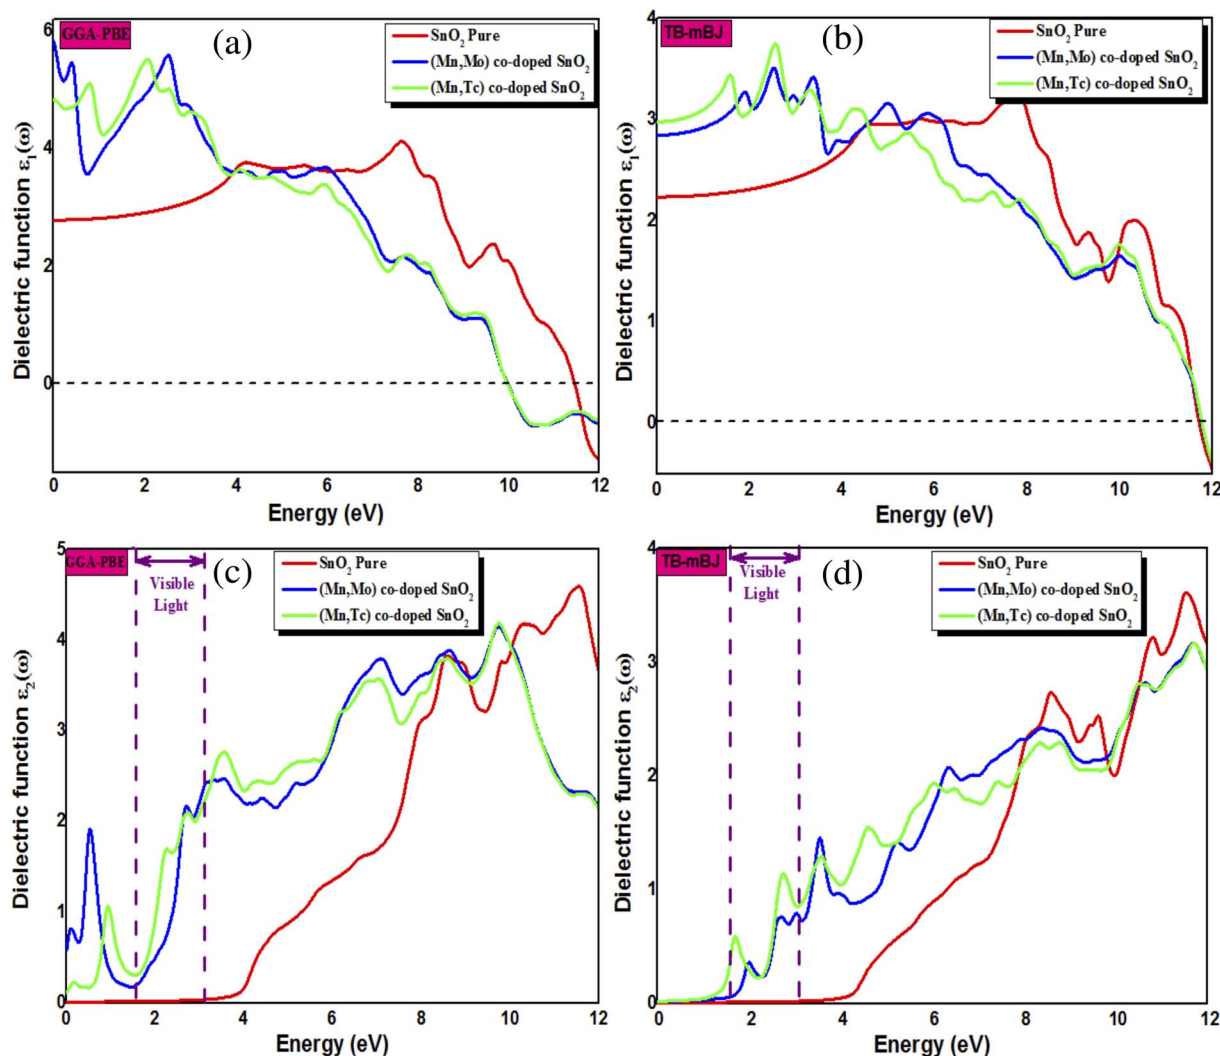 GGA-PBE
(a)
SnO2 Pure
(Mn,Mo) co-doped SnO2
(Mn,Tc) co-doped SnO2
Dielectric function ε1(ω)
6
4
2
0
0 2 4 6 8 10 12
Energy (eV)
TB-mBJ
(b)
SnO2 Pure
(Mn,Mo) co-doped SnO2
(Mn,Tc) co-doped SnO2
Dielectric function ε1(ω)
4
3
2
1
0
0 2 4 6 8 10 12
Energy (eV)
GGA-PBE
Visible
Light
(c)
SnO2 Pure
(Mn,Mo) co-doped SnO2
(Mn,Tc) co-doped SnO2
Dielectric function ε2(ω)
5
4
3
2
1
0
0 2 4 6 8 10 12
Energy (eV)
TB-mBJ
Visible
Light
(d)
SnO2 Pure
(Mn,Mo) co-doped SnO2
(Mn,Tc) co-doped SnO2
Dielectric function ε2(ω)
4
3
2
1
0
0 2 4 6 8 10 12
Energy (eV)